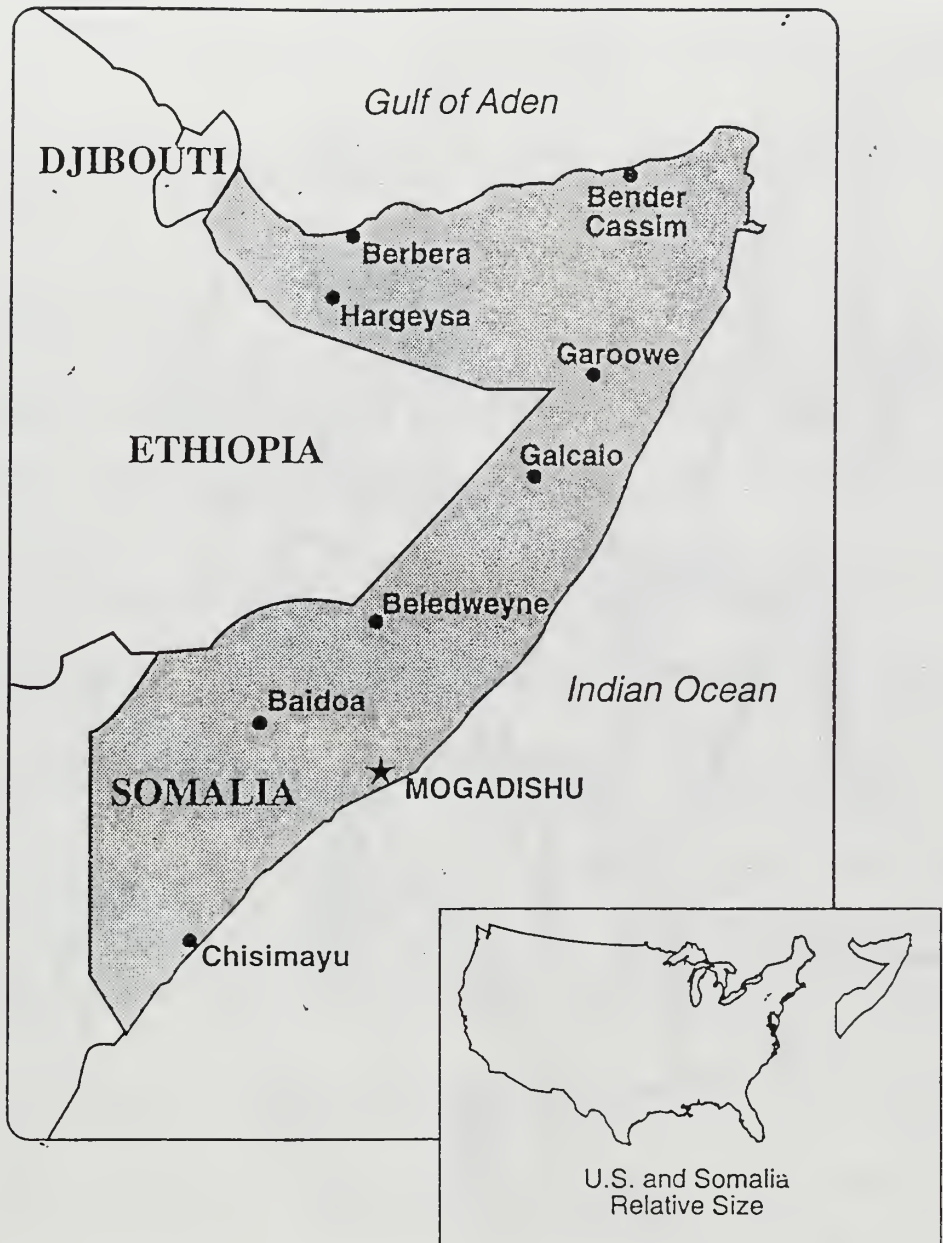 Gulf of Aden
DJIBOUTI
Bender
Cassim
Berbera
Hargeysa
Garoowe
ETHIOPIA
Galcaio
Beledweyne
Indian Ocean
Baidoa
SOMALIA
MOGADISHU
Chisimayu
U.S. and Somalia
Relative Size